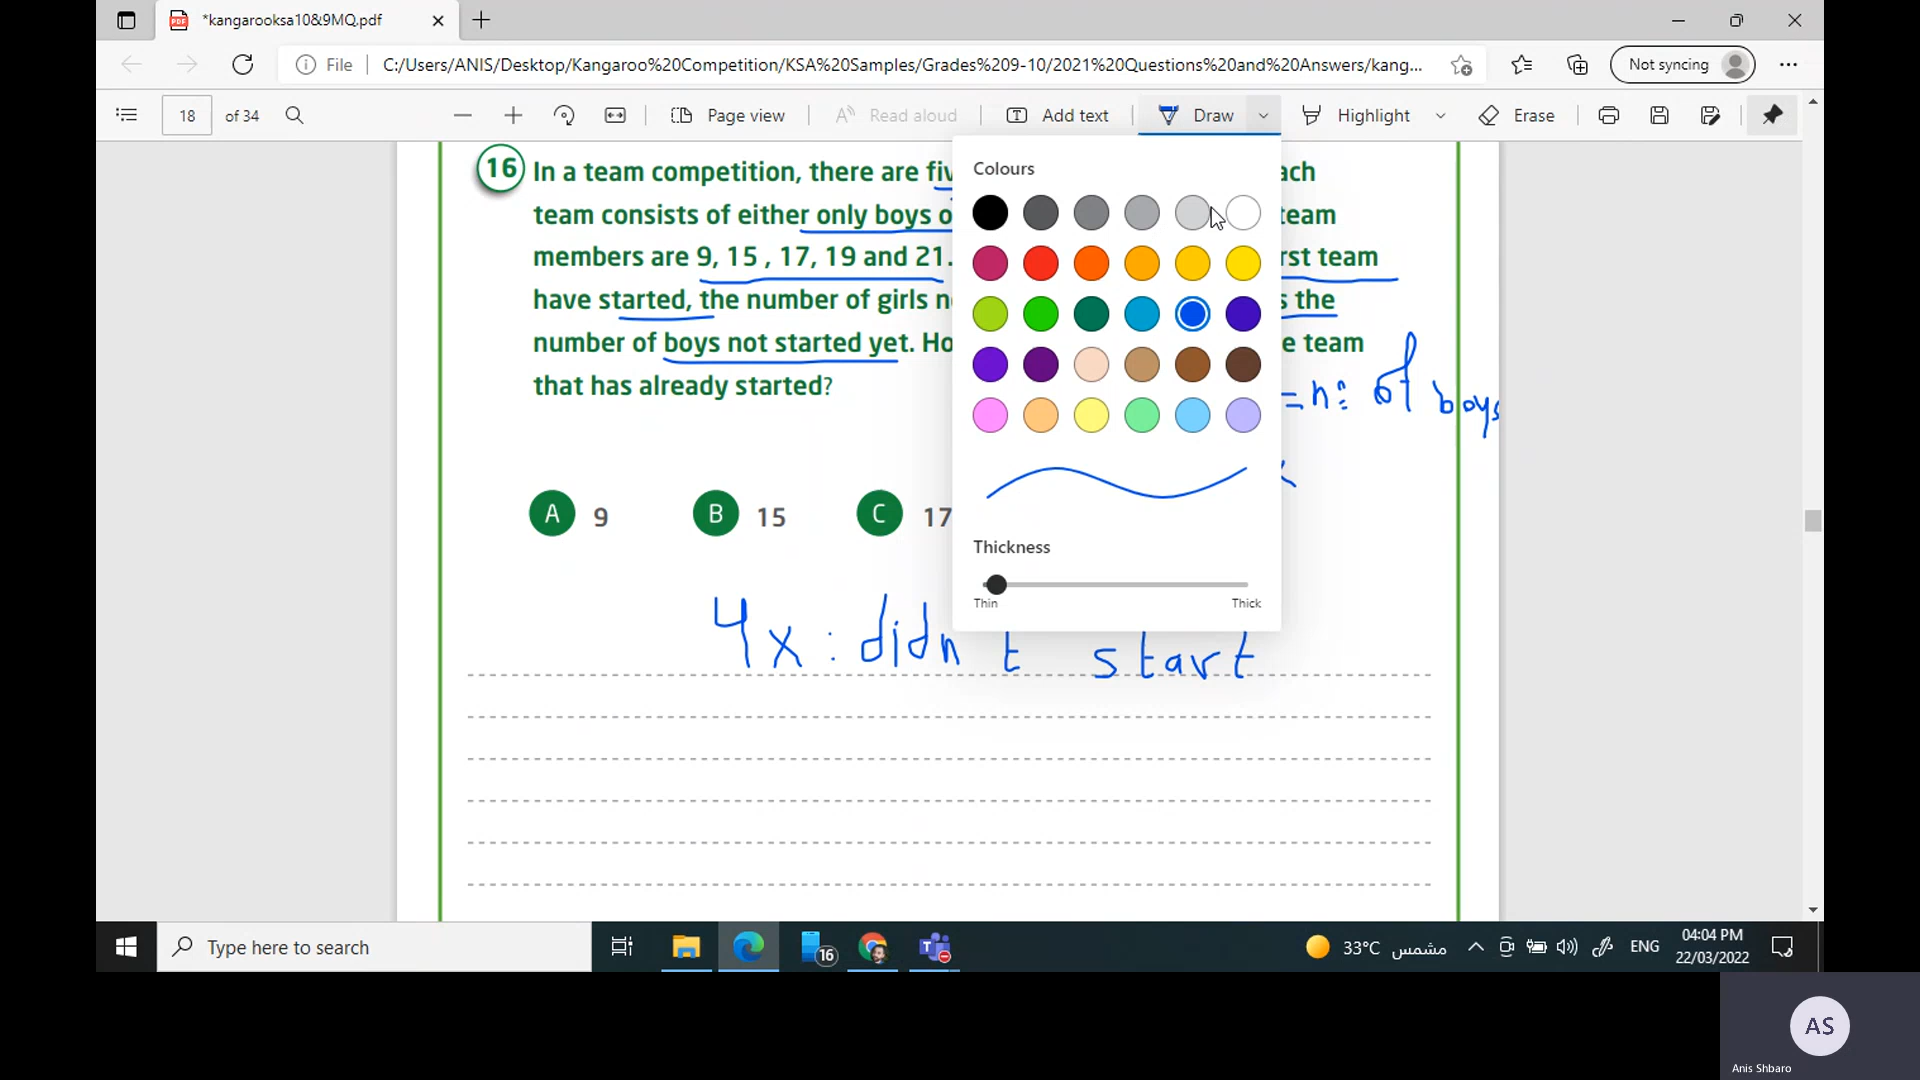 *kangarooksa10&9MQ.pdf
File
C:/Users/ANIS/Desktop/Kangaroo%20Competition/KSA%20Samples/Grades%209-10/2021%20Questions%20and%20Answers/kang...
Not syncing
18 of 34
Page view
Read aloud
Add text
Draw
Highlight
Erase
16 In a team competition, there are fiv ach
team consists of either only boys o team
members are 9, 15 , 17, 19 and 21. rst team
have started, the number of girls n s the
number of boys not started yet. Ho e team
that has already started?
Colours
= n: of boys
A 9 B 15 C 17
Thickness
Thin Thick
4x : didn t start
Type here to search
16
33°C مشمس
ENG
04:04 PM
22/03/2022
AS
Anis Shbaro